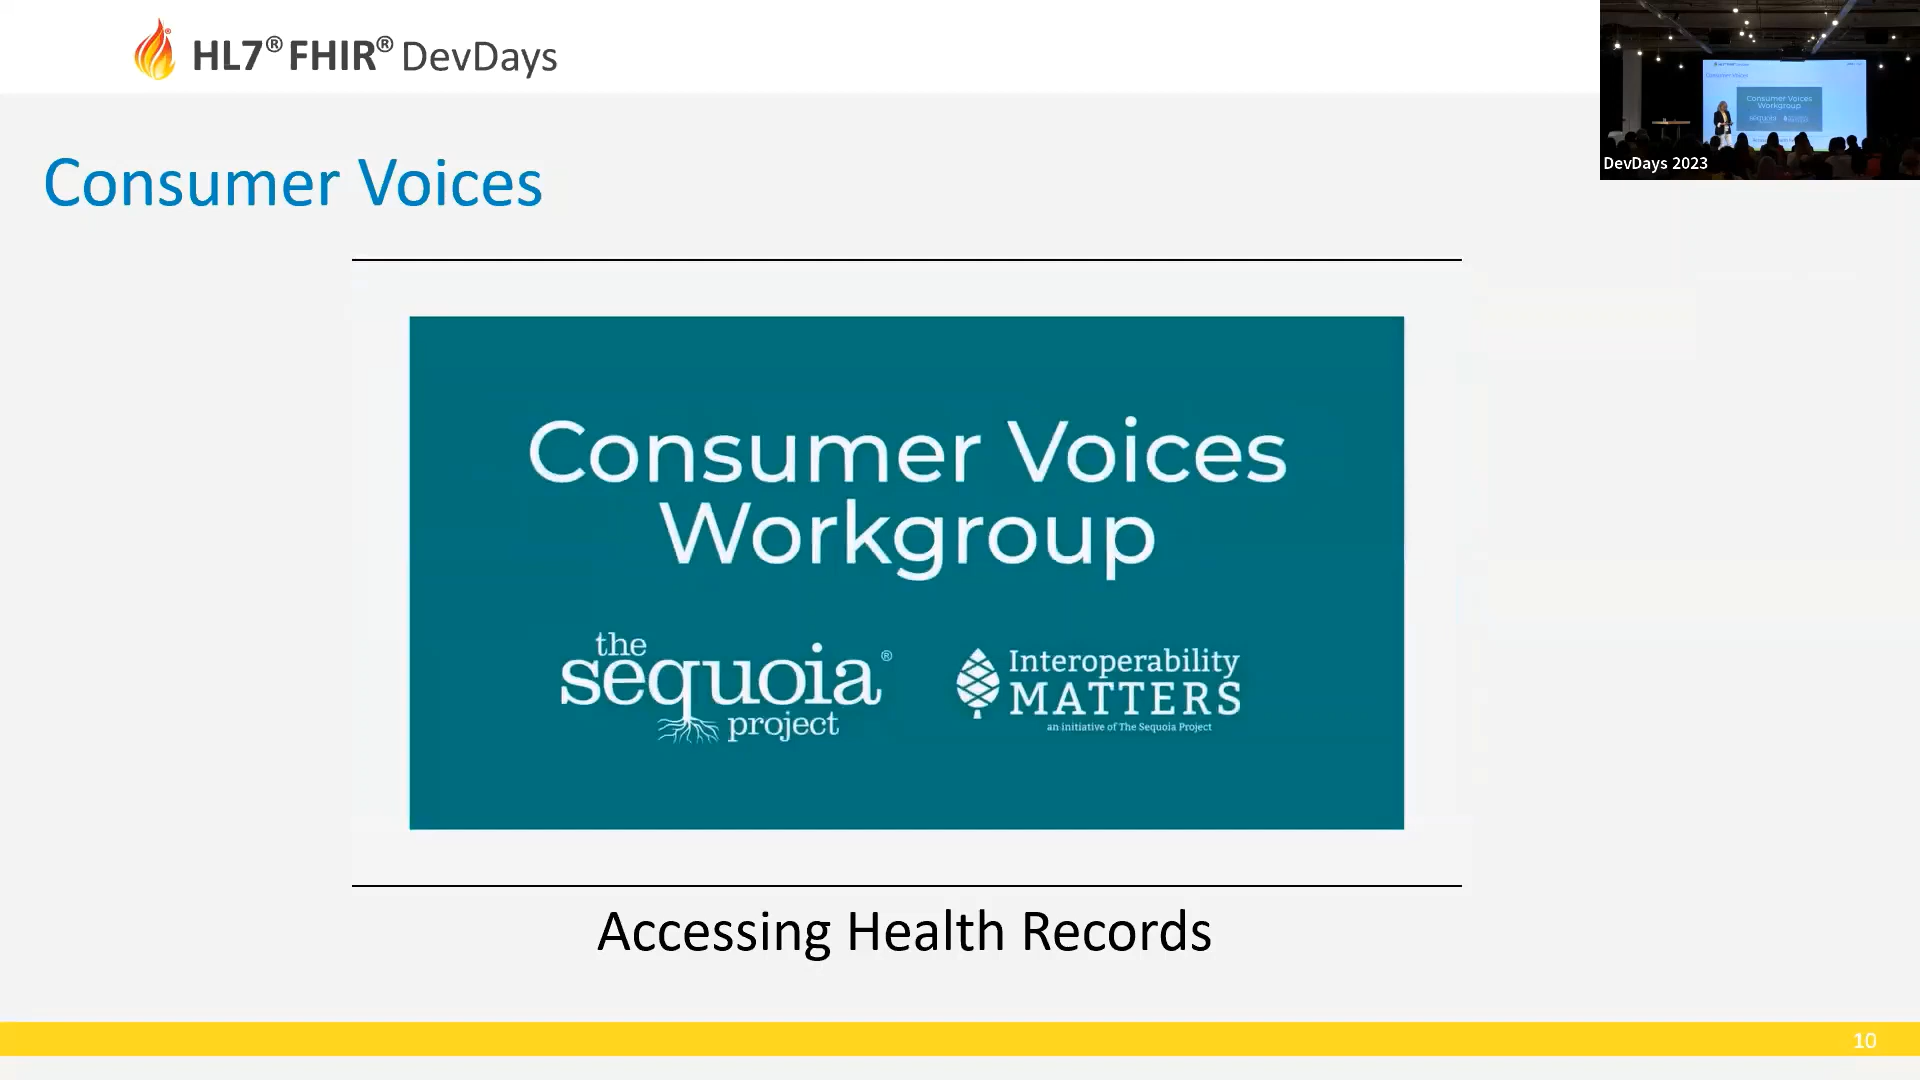 HL7® FHIR® DevDays
DevDays 2023
Consumer Voices
Consumer Voices
Workgroup
the
sequoia®
project
Interoperability
MATTERS
an initiative of The Sequoia Project
Accessing Health Records
10